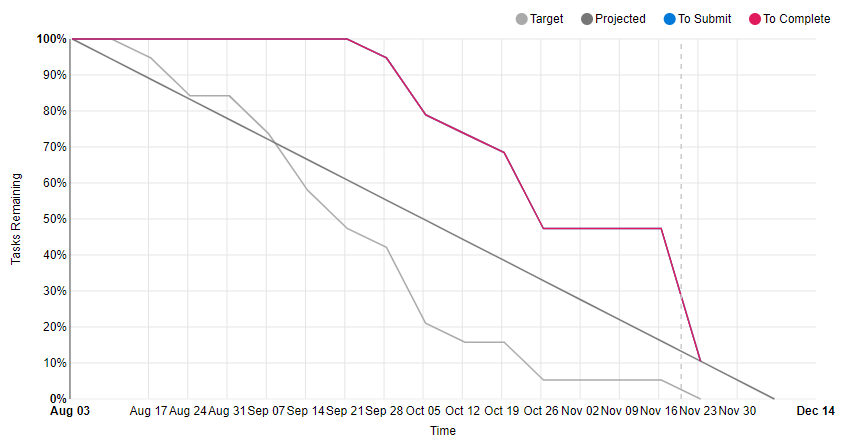 Target Projected To Submit To Complete
100%
90%
80%
70%
60%
50%
40%
30%
20%
10%
0%
Tasks Remaining
Aug 03 Aug 17 Aug 24 Aug 31 Sep 07 Sep 14 Sep 21 Sep 28 Oct 05 Oct 12 Oct 19 Oct 26 Nov 02 Nov 09 Nov 16 Nov 23 Nov 30 Dec 14
Time